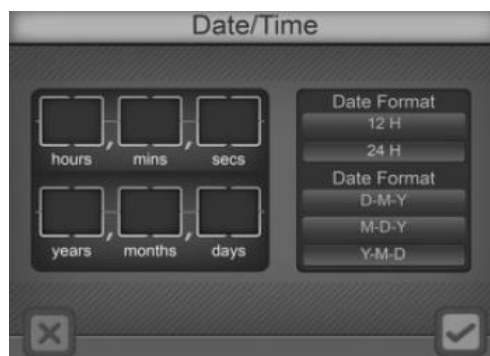 Date/Time
hours , mins , secs
years , months , days
Date Format
12 H
24 H
Date Format
D-M-Y
M-D-Y
Y-M-D